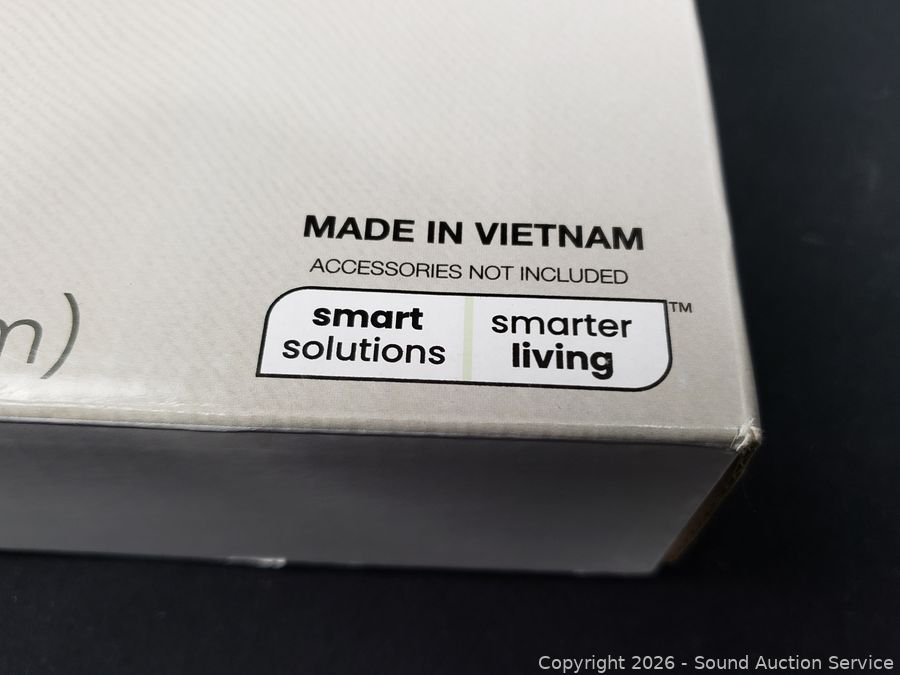 MADE IN VIETNAM
ACCESSORIES NOT INCLUDED
smart solutions
smarter living
TM
m)
Copyright 2026 - Sound Auction Service